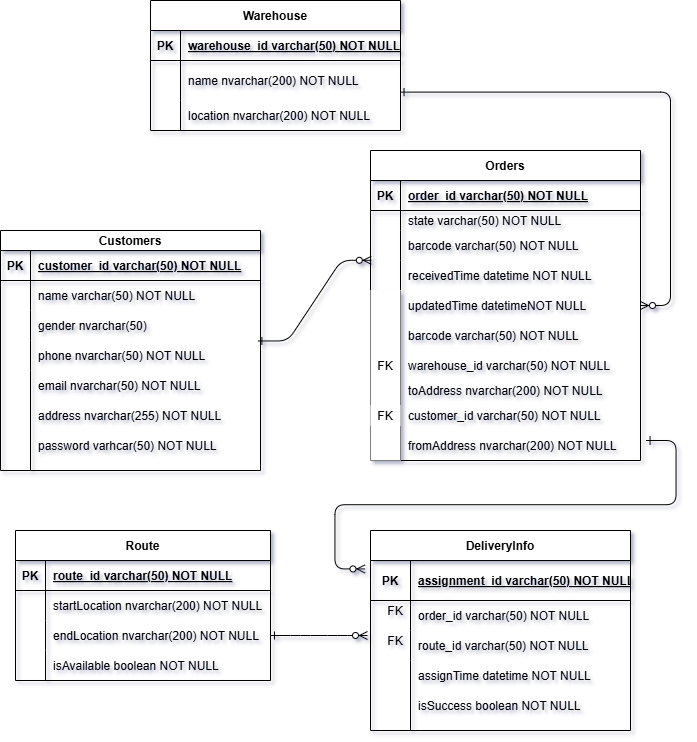 Warehouse
PK warehouse_id varchar(50) NOT NULL
name nvarchar(200) NOT NULL
location nvarchar(200) NOT NULL
Orders
PK order_id varchar(50) NOT NULL
state varchar(50) NOT NULL
barcode varchar(50) NOT NULL
receivedTime datetime NOT NULL
updatedTime datetimeNOT NULL
barcode varchar(50) NOT NULL
FK warehouse_id varchar(50) NOT NULL
toAddress nvarchar(200) NOT NULL
FK customer_id varchar(50) NOT NULL
fromAddress nvarchar(200) NOT NULL
Customers
PK customer_id varchar(50) NOT NULL
name varchar(50) NOT NULL
gender nvarchar(50)
phone nvarchar(50) NOT NULL
email nvarchar(50) NOT NULL
address nvarchar(255) NOT NULL
password varhcar(50) NOT NULL
Route
PK route_id varchar(50) NOT NULL
startLocation nvarchar(200) NOT NULL
endLocation nvarchar(200) NOT NULL
isAvailable boolean NOT NULL
DeliveryInfo
PK assignment_id varchar(50) NOT NULL
FK order_id varchar(50) NOT NULL
FK route_id varchar(50) NOT NULL
assignTime datetime NOT NULL
isSuccess boolean NOT NULL